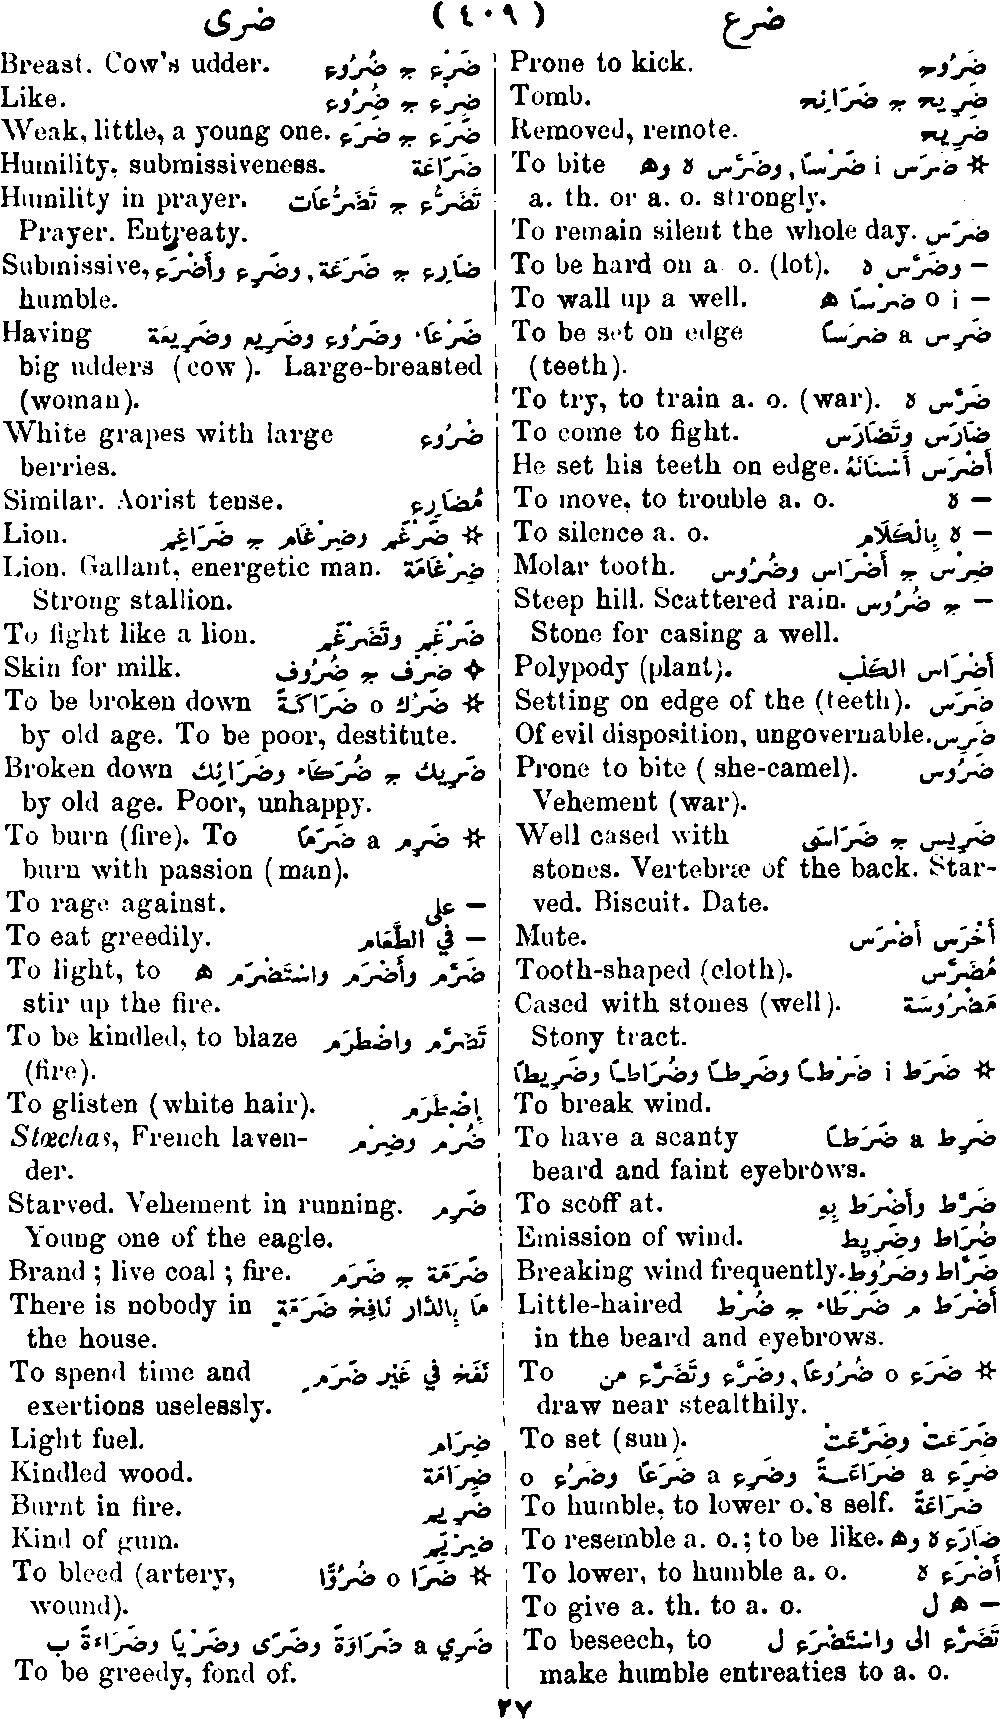 ضرى (٤٠٩) ضرع
Prone to kick. ضَرُوح
Tomb. ضَرِيح ج ضَرَائِح
Removed, remote. ضَرِيح
To bite ☆ ضَرَس i ضَرْسًا, وضَرَّس ه وه
a. th. or a. o. strongly.
To remain silent the whole day. ضَرَس
To be hard on a. o. (lot). — وضَرَّس ه
To wall up a well. — i o ضَرْسًا ه
To be set on edge ضَرِس a ضَرَسًا
(teeth).
To try, to train a. o. (war). ضَرَّس ه
To come to fight. ضَارَس وتَضَارَس
He set his teeth on edge. أَضْرَس أَسْنَانَهُ
To move, to trouble a. o. — ه
To silence a. o. — ه بِالْكَلَام
Molar tooth. ضِرْس ج أَضْرَاس وضُرُوس
Steep hill. Scattered rain. — ج ضُرُوس
Stone for casing a well.
Polypody (plant). أَضْرَاس الكَلْب
Setting on edge of the (teeth). ضَرَس
Of evil disposition, ungovernable. ضَرِس
Prone to bite ( she-camel). ضَرُوس
Vehement (war).
Well cased with ضَرِيس ج ضَرَاسَى
stones. Vertebræ of the back. Star-
ved. Biscuit. Date.
Mute. أَخْرَس أَضْرَس
Tooth-shaped (cloth). مُضَرَّس
Cased with stones (well). مَضْرُوسَة
Stony tract.
☆ ضَرَط i ضَرْطًا وضَرِطًا وضُرَاطًا وضَرِيطًا
To break wind.
To have a scanty ضَرِط a ضَرَطًا
beard and faint eyebrows.
To scoff at. ضَرَّط وأَضْرَط بِهِ
Emission of wind. ضُرَاط وضَرِيط
Breaking wind frequently. ضَرَّاط وضَرُوط
Little-haired أَضْرَط م ضَرْطَاء ج ضُرْط
in the beard and eyebrows.
To ☆ ضَرَع o ضُرُوعًا, وضَرَّع وتَضَرَّع من
draw near stealthily.
To set (sun). ضَرَعَتْ وضَرَّعَتْ
ضَرَع a ضَرَاعَةً وضَرِع a ضَرَعًا وضَرُع o
To humble, to lower o.'s self. ضَرَاعَةً
To resemble a. o.; to be like. ضَارَع ه وه
To lower, to humble a. o. أَضْرَع ه
To give a. th. to a. o. — ه ل
To beseech, to تَضَرَّع الى واسْتَضْرَع ل
make humble entreaties to a. o.
Breast. Cow's udder. ضَرْع ج ضُرُوع
Like. ضِرْع ج ضُرُوع
Weak, little, a young one. ضَرَع ج ضَرَع
Humility, submissiveness. ضَرَاعَة
Humility in prayer. تَضَرُّع ج تَضَرُّعَات
Prayer. Entreaty.
Submissive, ضَارِع ج ضَرَعَة, وضَرِع وأَضْرَع
humble.
Having ضَرْعَاء وضَرُوع وضَرِيع وضَرِيعَة
big udders (cow). Large-breasted
(woman).
White grapes with large ضَرُوع
berries.
Similar. Aorist tense. مُضَارِع
Lion. ☆ ضَرْغَم وضِرْغَام ج ضَرَاغِم
Lion. Gallant, energetic man. ضِرْغَامَة
Strong stallion.
To fight like a lion. ضَرْغَم وتَضَرْغَم
Skin for milk. ✧ ضَرْف ج ضُرُوف
To be broken down ☆ ضَرُك o ضَرَاكَةً
by old age. To be poor, destitute.
Broken down ضَرِيك ج ضُرَكَاء وضَرَائِك
by old age. Poor, unhappy.
To burn (fire). To ☆ ضَرِم a ضَرَمًا
burn with passion (man).
To rage against. — على
To eat greedily. — في الطَّعَام
To light, to ضَرَّم وأَضْرَم واسْتَضْرَم ه
stir up the fire.
To be kindled, to blaze تَضَرَّم واضْطَرَم
(fire).
To glisten (white hair). إِضْطَرَم
Stœchas, French laven- ضُرْم وضِرْم
der.
Starved. Vehement in running. ضَرِم
Young one of the eagle.
Brand ; live coal ; fire. ضَرَمَة ج ضَرَم
There is nobody in مَا بِالدَّار نَافِخ ضَرَمَة
the house.
To spend time and نَفَخ في غَيْر ضَرَم
exertions uselessly.
Light fuel. ضِرَام
Kindled wood. ضِرَامَة
Burnt in fire. ضَرِيم
Kind of gum. ضِرْيَم
To bleed (artery, ☆ ضَرَا o ضُرُوًّا
wound).
ضَرِي a ضَرَاوَةً وضَرًى وضَرْيًا وضَرَاءَةً ب
To be greedy, fond of.
٢٧